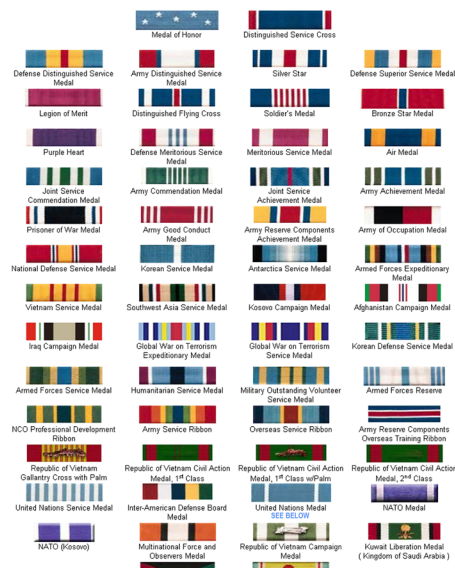 Medal of Honor
Distinguished Service Cross
Defense Distinguished Service
Medal
Army Distinguished Service
Medal
Silver Star
Defense Superior Service Medal
Legion of Merit
Distinguished Flying Cross
Soldier's Medal
Bronze Star Medal
Purple Heart
Defense Meritorious Service
Medal
Meritorious Service Medal
Air Medal
Joint Service
Commendation Medal
Army Commendation Medal
Joint Service
Achievement Medal
Army Achievement Medal
Prisoner of War Medal
Army Good Conduct
Medal
Army Reserve Components
Achievement Medal
Army of Occupation Medal
National Defense Service Medal
Korean Service Medal
Antarctica Service Medal
Armed Forces Expeditionary
Medal
Vietnam Service Medal
Southwest Asia Service Medal
Kosovo Campaign Medal
Afghanistan Campaign Medal
Iraq Campaign Medal
Global War on Terrorism
Expeditionary Medal
Global War on Terrorism
Service Medal
Korean Defense Service Medal
Armed Forces Service Medal
Humanitarian Service Medal
Military Outstanding Volunteer
Service Medal
Armed Forces Reserve
NCO Professional Development
Ribbon
Army Service Ribbon
Overseas Service Ribbon
Army Reserve Components
Overseas Training Ribbon
Republic of Vietnam
Gallantry Cross with Palm
Republic of Vietnam Civil Action
Medal, 1st Class
Republic of Vietnam Civil Action
Medal, 1st Class w/Palm
Republic of Vietnam Civil Action
Medal, 2nd Class
United Nations Service Medal
Inter-American Defense Board
Medal
United Nations Medal
SEE BELOW
NATO Medal
NATO (Kosovo)
Multinational Force and
Observers Medal
Republic of Vietnam Campaign
Medal
Kuwait Liberation Medal
( Kingdom of Saudi Arabia )